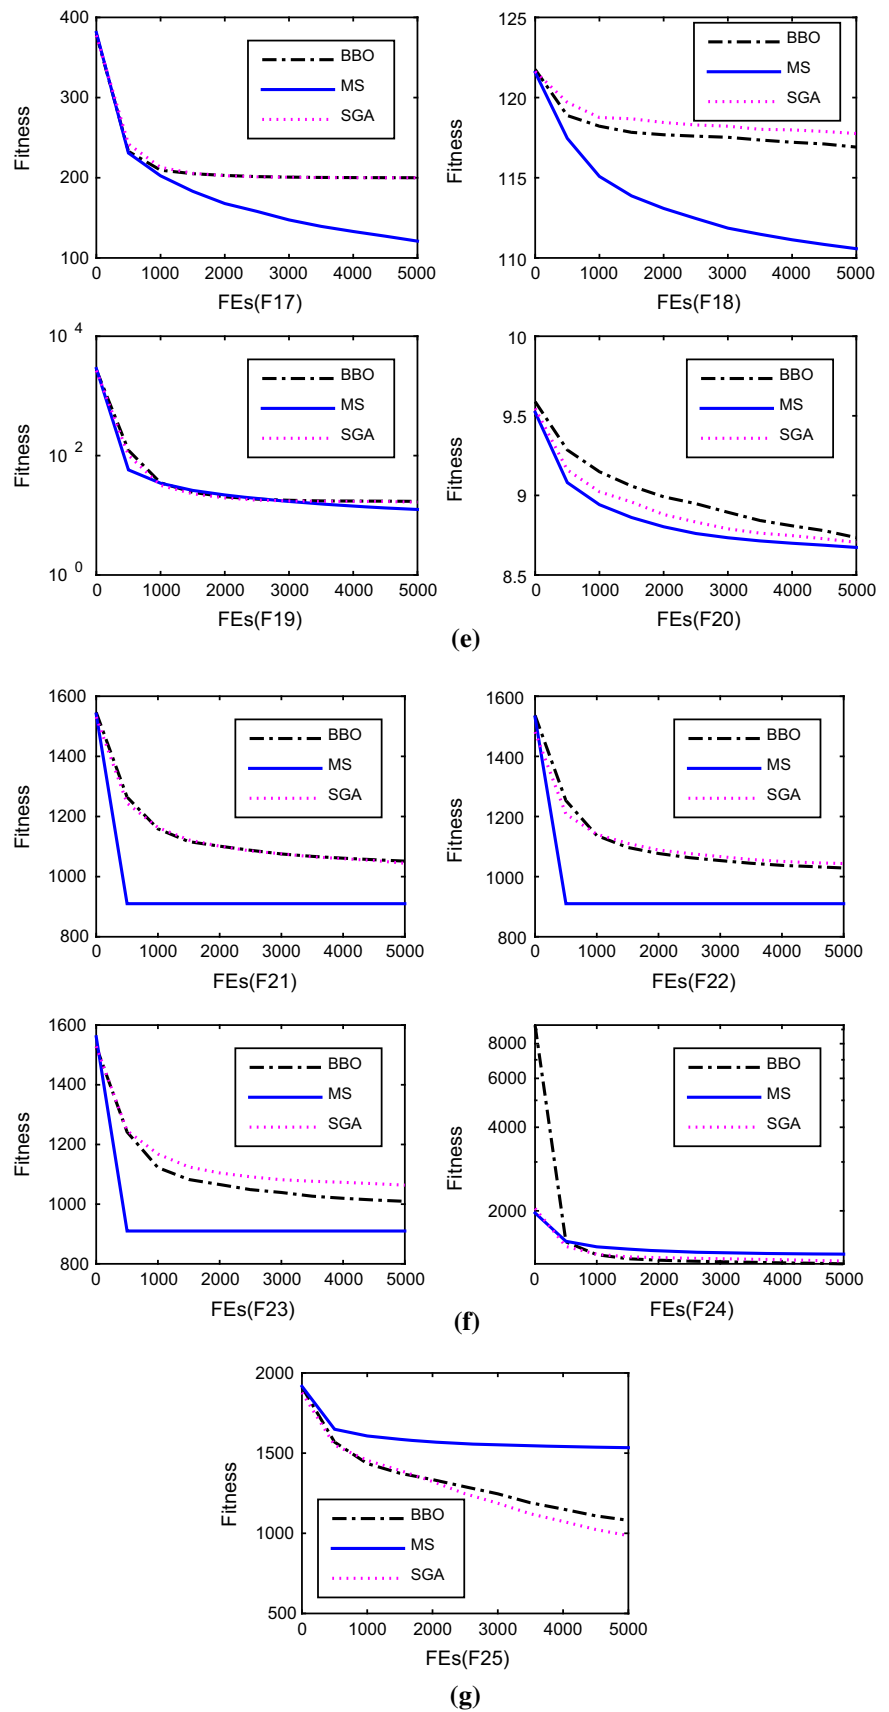 400
300
200
100
Fitness
BBO
MS
SGA
0 1000 2000 3000 4000 5000
FEs(F17)
125
120
115
110
Fitness
BBO
MS
SGA
0 1000 2000 3000 4000 5000
FEs(F18)
10 4
10 2
10 0
Fitness
BBO
MS
SGA
0 1000 2000 3000 4000 5000
FEs(F19)
10
9.5
9
8.5
Fitness
BBO
MS
SGA
0 1000 2000 3000 4000 5000
FEs(F20)
(e)
1600
1400
1200
1000
800
Fitness
BBO
MS
SGA
0 1000 2000 3000 4000 5000
FEs(F21)
1600
1400
1200
1000
800
Fitness
BBO
MS
SGA
0 1000 2000 3000 4000 5000
FEs(F22)
1600
1400
1200
1000
800
Fitness
BBO
MS
SGA
0 1000 2000 3000 4000 5000
FEs(F23)
8000
6000
4000
2000
Fitness
BBO
MS
SGA
0 1000 2000 3000 4000 5000
FEs(F24)
(f)
2000
1500
1000
500
Fitness
BBO
MS
SGA
0 1000 2000 3000 4000 5000
FEs(F25)
(g)